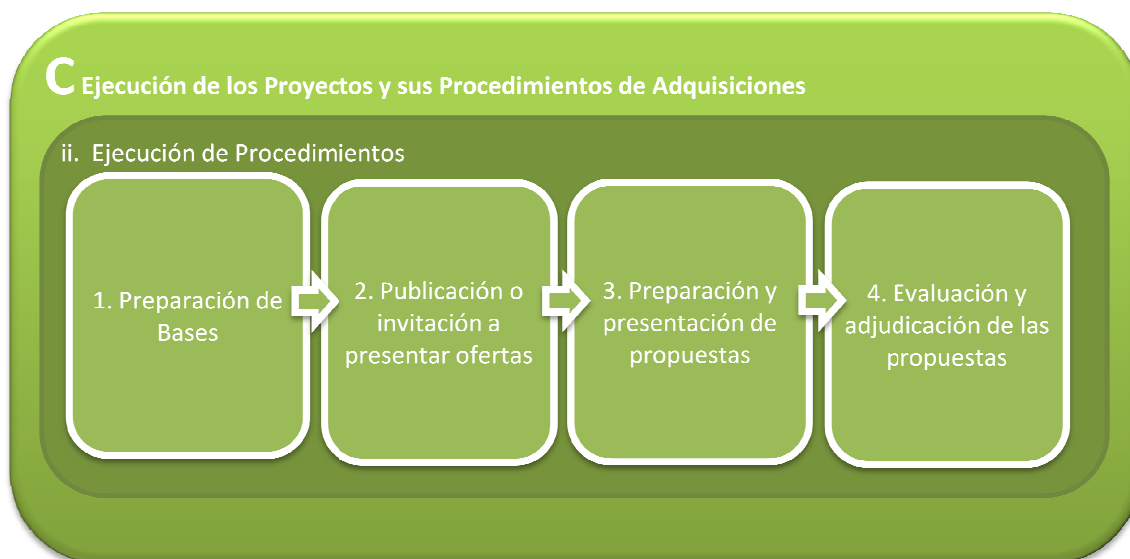 C Ejecución de los Proyectos y sus Procedimientos de Adquisiciones
ii. Ejecución de Procedimientos
1. Preparación de
Bases
2. Publicación o
invitación a
presentar ofertas
3. Preparación y
presentación de
propuestas
4. Evaluación y
adjudicación de las
propuestas